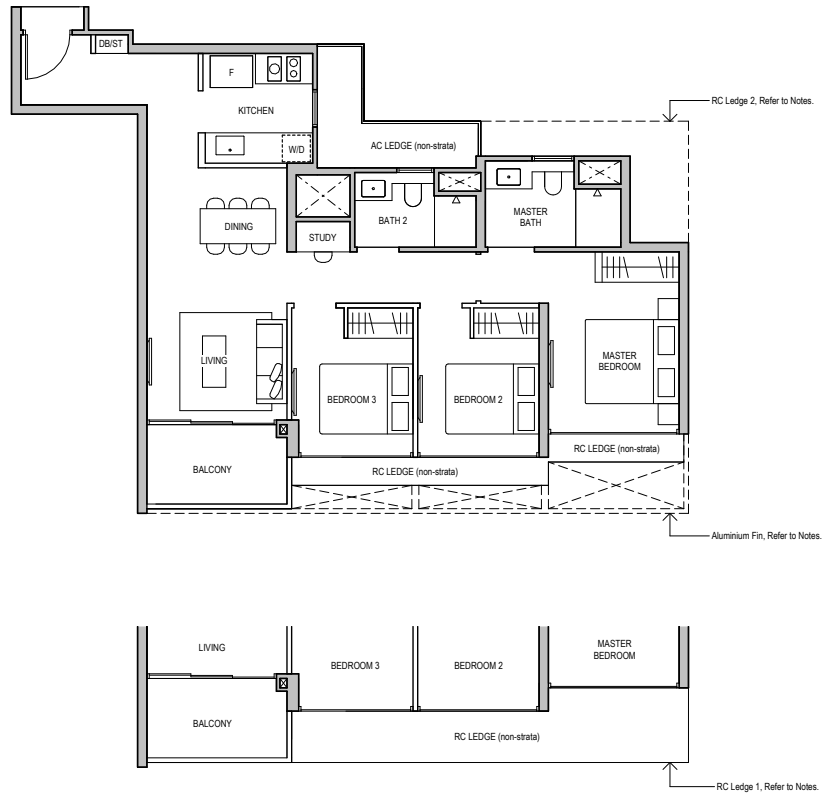 DB/ST
F
KITCHEN
RC Ledge 2, Refer to Notes.
W/D
AC LEDGE (non-strata)
DINING
STUDY
BATH 2
MASTER
BATH
LIVING
BEDROOM 3
BEDROOM 2
MASTER
BEDROOM
BALCONY
RC LEDGE (non-strata)
RC LEDGE (non-strata)
Aluminium Fin, Refer to Notes.
LIVING
BEDROOM 3
BEDROOM 2
MASTER
BEDROOM
BALCONY
RC LEDGE (non-strata)
RC Ledge 1, Refer to Notes.